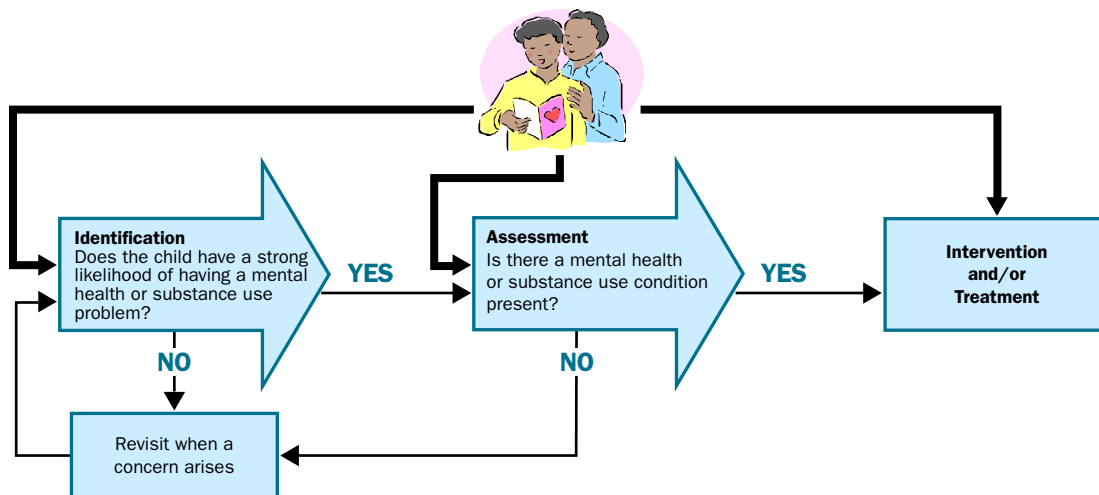 Identification
Does the child have a strong
likelihood of having a mental
health or substance use
problem?
YES
Assessment
Is there a mental health
or substance use condition
present?
YES
Intervention
and/or
Treatment
NO
NO
Revisit when a
concern arises